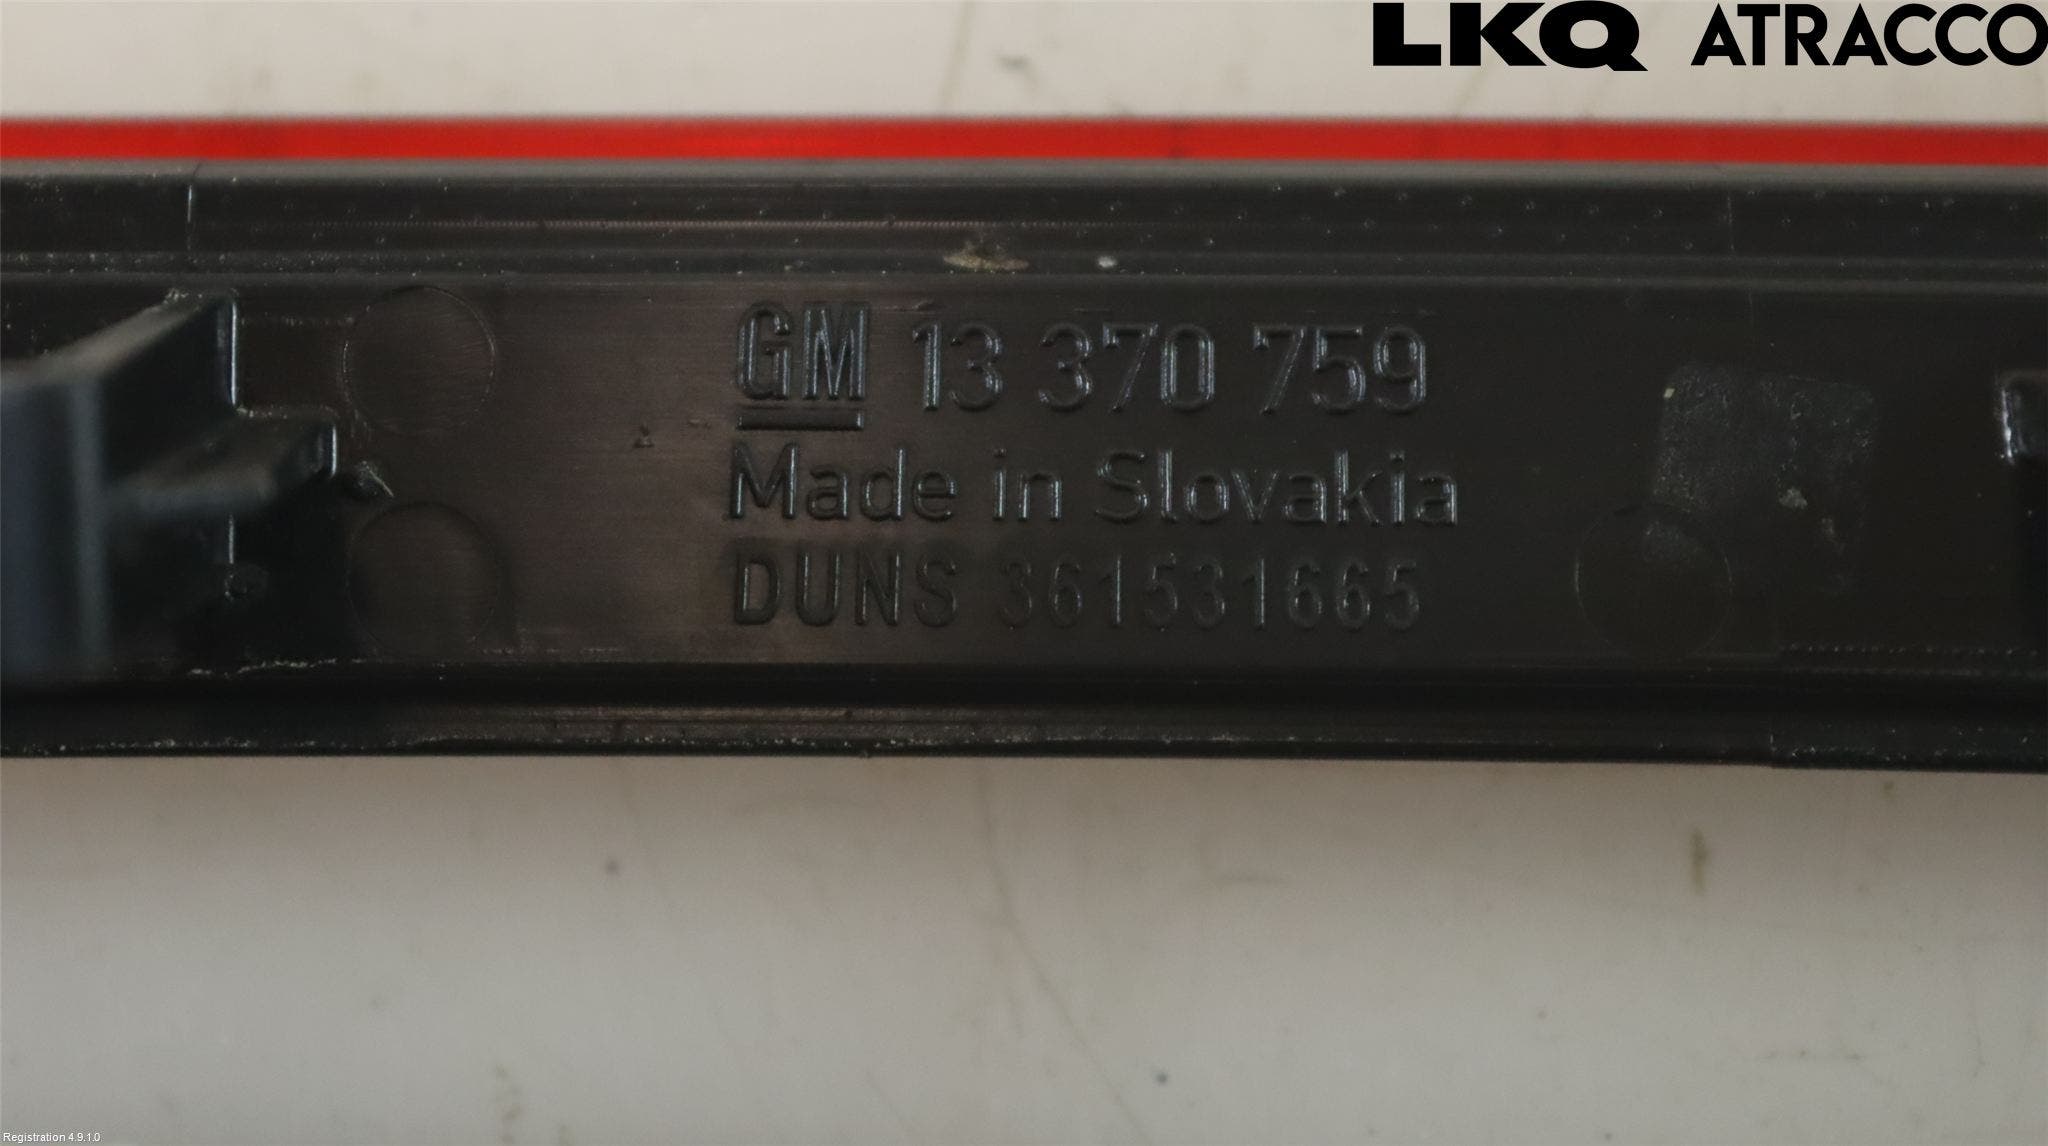 LKQ ATRACCO
GM 13 370 759
Made in Slovakia
DUNS 361531665
Registration 4.9.1.0